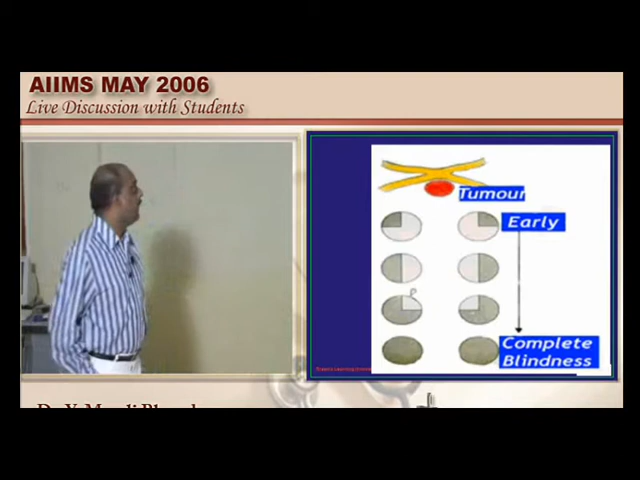 AIIMS MAY 2006
Live Discussion with Students
Tumour
Early
Complete
Blindness